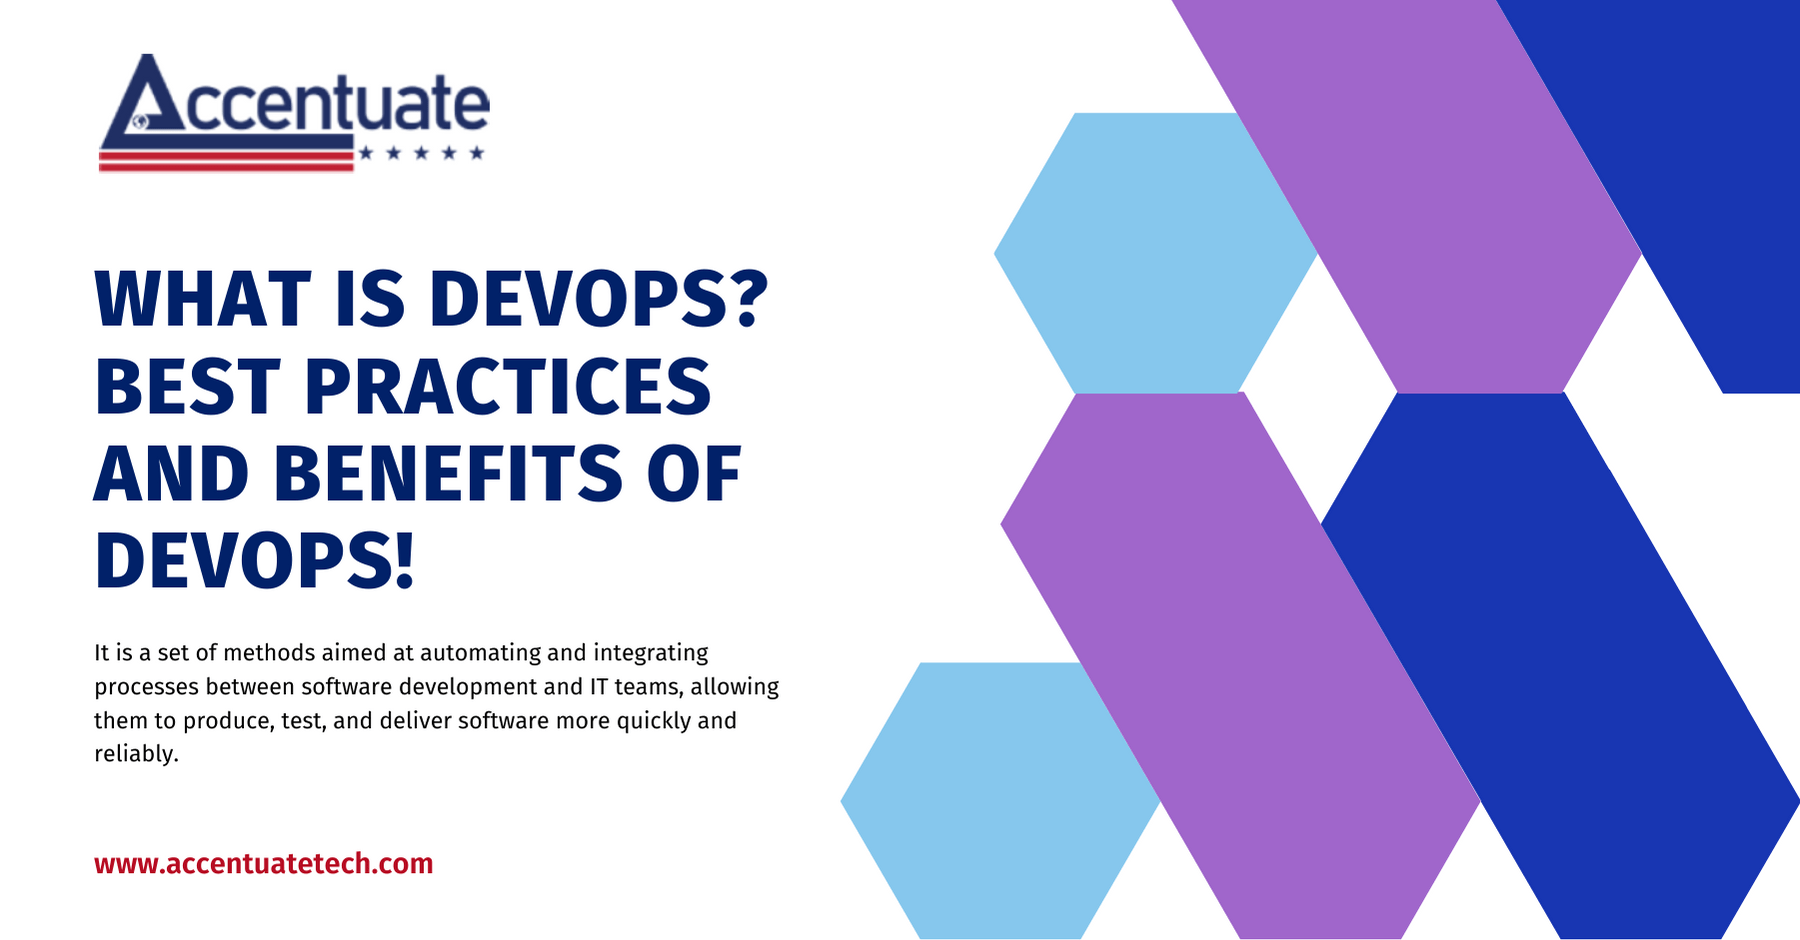 Accentuate
WHAT IS DEVOPS?
BEST PRACTICES
AND BENEFITS OF
DEVOPS!
It is a set of methods aimed at automating and integrating
processes between software development and IT teams, allowing
them to produce, test, and deliver software more quickly and
reliably.
www.accentuatetech.com